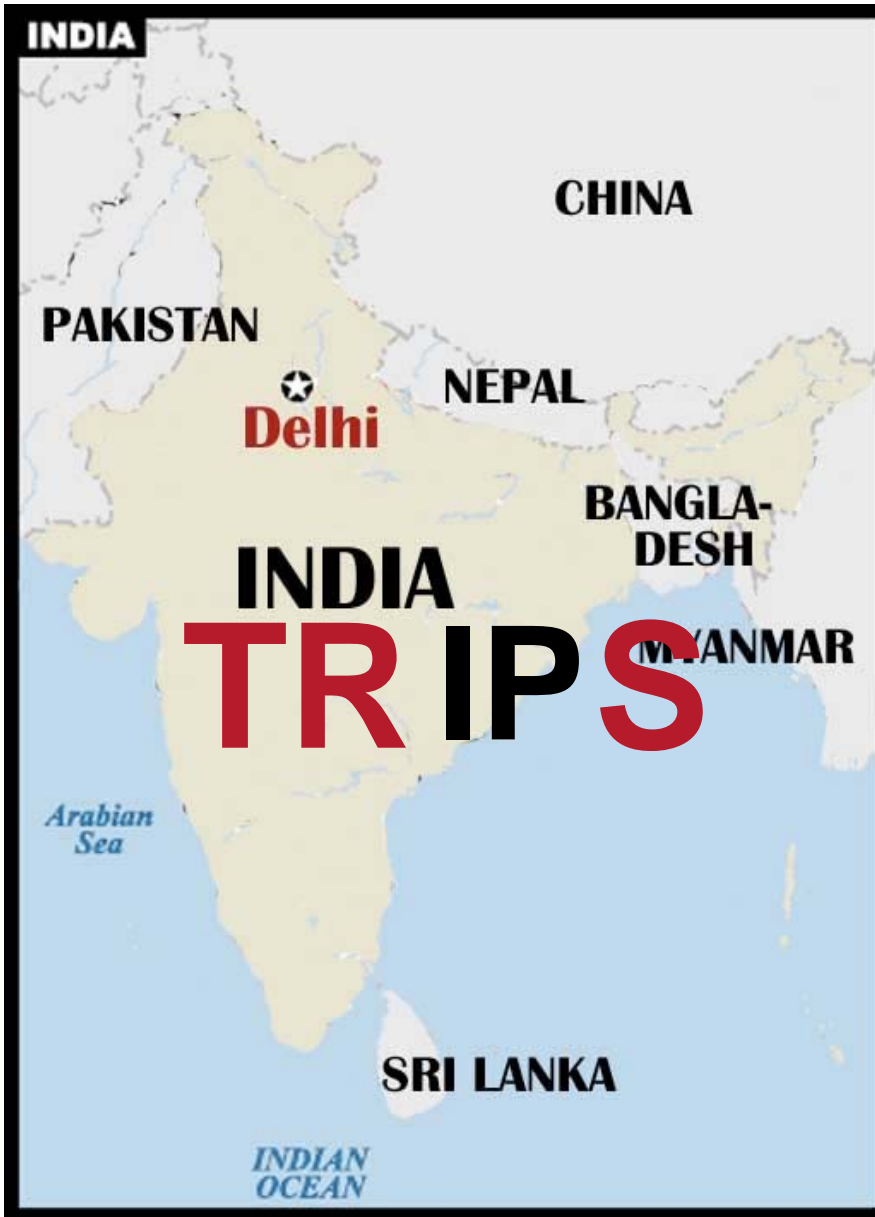 INDIA
CHINA
PAKISTAN
NEPAL
Delhi
BANGLA-
DESH
INDIA
TRIPS
MYANMAR
Arabian
Sea
SRI LANKA
INDIAN
OCEAN